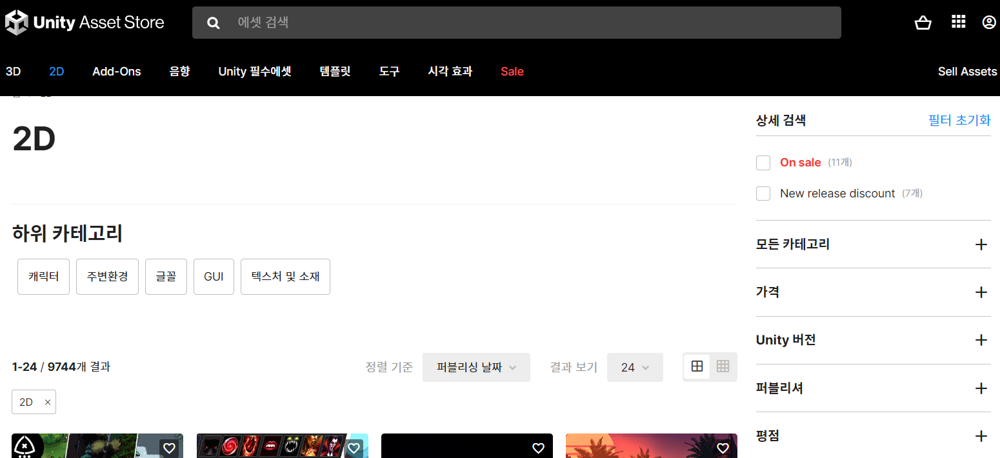 Unity Asset Store
에셋 검색
3D 2D Add-Ons 음향 Unity 필수에셋 템플릿 도구 시각 효과 Sale Sell Assets
2D
상세 검색 필터 초기화
On sale (11개)
New release discount (7개)
하위 카테고리
캐릭터 주변환경 글꼴 GUI 텍스처 및 소재
모든 카테고리
가격
Unity 버전
퍼블리셔
평점
1-24 / 9744개 결과 정렬 기준 퍼블리싱 날짜 결과 보기 24
2D ×